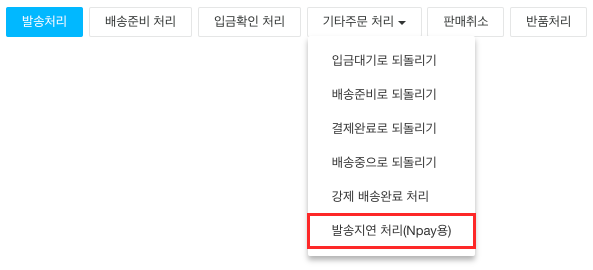 발송처리 배송준비 처리 입금확인 처리 기타주문 처리 판매취소 반품처리
입금대기로 되돌리기
배송준비로 되돌리기
결제완료로 되돌리기
배송중으로 되돌리기
강제 배송완료 처리
발송지연 처리(Npay용)